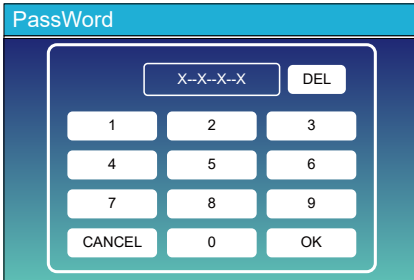 PassWord
X--X--X--X DEL
1 2 3
4 5 6
7 8 9
CANCEL 0 OK